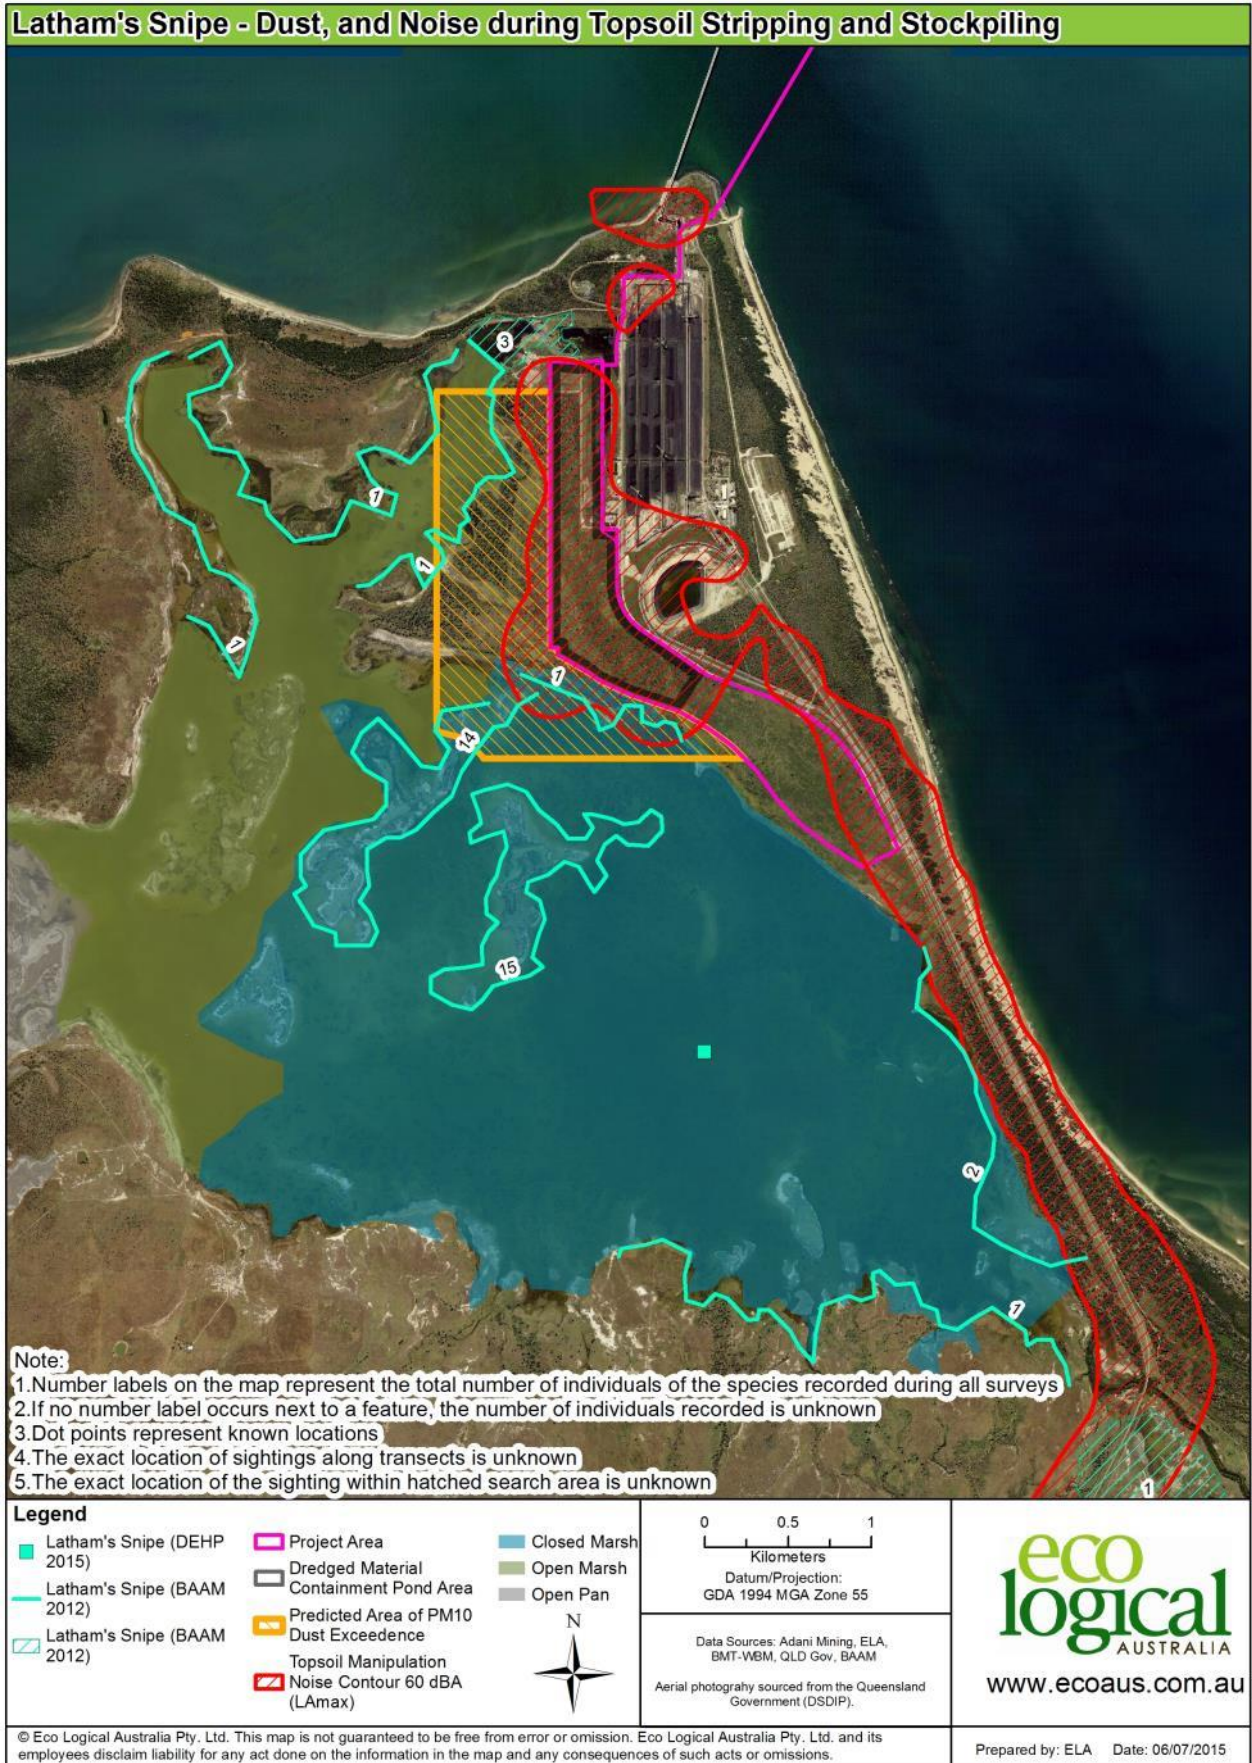 Latham's Snipe - Dust, and Noise during Topsoil Stripping and Stockpiling
3
1
1
1
1
14
15
2
1
1
Note:
1.Number labels on the map represent the total number of individuals of the species recorded during all surveys
2.If no number label occurs next to a feature, the number of individuals recorded is unknown
3.Dot points represent known locations
4.The exact location of sightings along transects is unknown
5.The exact location of the sighting within hatched search area is unknown
Legend
Latham's Snipe (DEHP
2015)
Latham's Snipe (BAAM
2012)
Latham's Snipe (BAAM
2012)
Project Area
Dredged Material
Containment Pond Area
Predicted Area of PM10
Dust Exceedence
Topsoil Manipulation
Noise Contour 60 dBA
(LAmax)
Closed Marsh
Open Marsh
Open Pan
N
0 0.5 1
Kilometers
Datum/Projection:
GDA 1994 MGA Zone 55
Data Sources: Adani Mining, ELA,
BMT-WBM, QLD Gov, BAAM
Aerial photograhy sourced from the Queensland
Government (DSDIP).
eco
logical
AUSTRALIA
www.ecoaus.com.au
© Eco Logical Australia Pty. Ltd. This map is not guaranteed to be free from error or omission. Eco Logical Australia Pty. Ltd. and its
employees disclaim liability for any act done on the information in the map and any consequences of such acts or omissions.
Prepared by: ELA Date: 06/07/2015